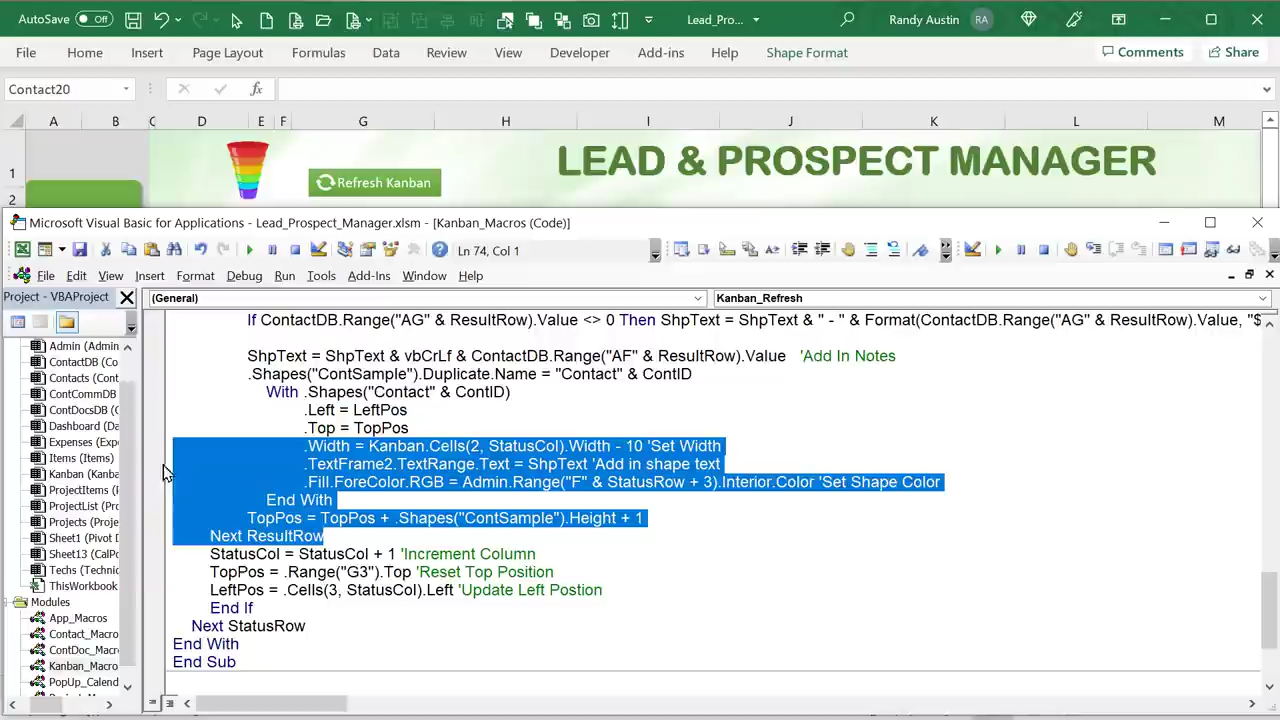 AutoSave Off Lead_Pro... Randy Austin RA
File Home Insert Page Layout Formulas Data Review View Developer Add-ins Help Shape Format Comments Share
Contact20 fx
A B C D E F G H I J K L M
1 Refresh Kanban LEAD & PROSPECT MANAGER
2
Microsoft Visual Basic for Applications - Lead_Prospect_Manager.xlsm - [Kanban_Macros (Code)]
Ln 74, Col 1
File Edit View Insert Format Debug Run Tools Add-Ins Window Help
Project - VBAProject
(General) Kanban_Refresh
If ContactDB.Range("AG" & ResultRow).Value <> 0 Then ShpText = ShpText & " - " & Format(ContactDB.Range("AG" & ResultRow).Value, "$
ShpText = ShpText & vbCrLf & ContactDB.Range("AF" & ResultRow).Value 'Add In Notes
.Shapes("ContSample").Duplicate.Name = "Contact" & ContID
With .Shapes("Contact" & ContID)
.Left = LeftPos
.Top = TopPos
.Width = Kanban.Cells(2, StatusCol).Width - 10 'Set Width
.TextFrame2.TextRange.Text = ShpText 'Add in shape text
.Fill.ForeColor.RGB = Admin.Range("F" & StatusRow + 3).Interior.Color 'Set Shape Color
End With
TopPos = TopPos + .Shapes("ContSample").Height + 1
Next ResultRow
StatusCol = StatusCol + 1 'Increment Column
TopPos = .Range("G3").Top 'Reset Top Position
LeftPos = .Cells(3, StatusCol).Left 'Update Left Postion
End If
Next StatusRow
End With
End Sub
Admin (Admin
ContactDB (Co
Contacts (Cont
ContCommDB
ContDocsDB (
Dashboard (Da
Expenses (Exp
Items (Items)
Kanban (Kanba
ProjectItems (
ProjectList (Pro
Projects (Proje
Sheet1 (Pivot D
Sheet13 (CalPo
Techs (Technic
ThisWorkbook
Modules
App_Macros
Contact_Macro
ContDoc_Macr
Kanban_Macro
PopUp_Calend